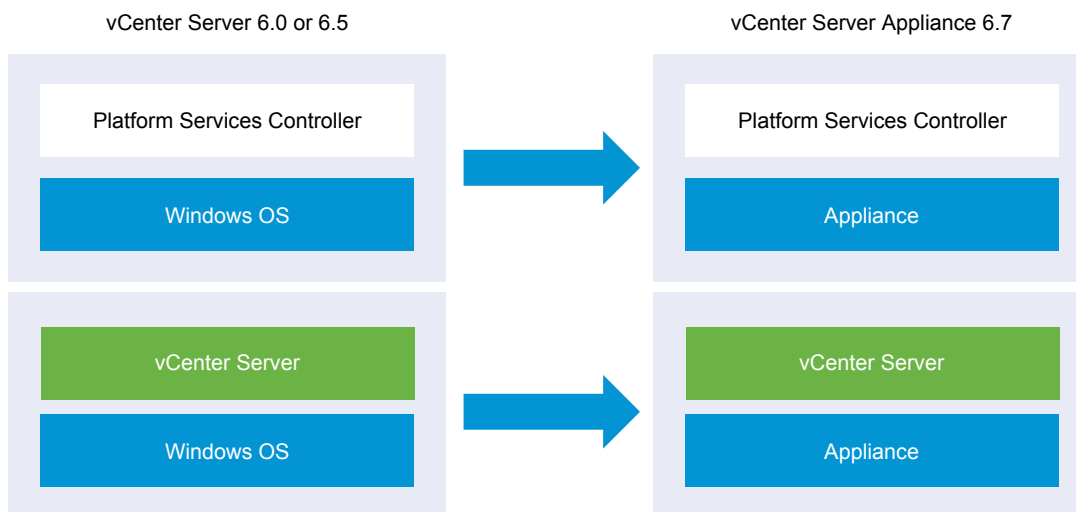 vCenter Server 6.0 or 6.5
vCenter Server Appliance 6.7
Platform Services Controller
Platform Services Controller
Windows OS
Appliance
vCenter Server
vCenter Server
Windows OS
Appliance